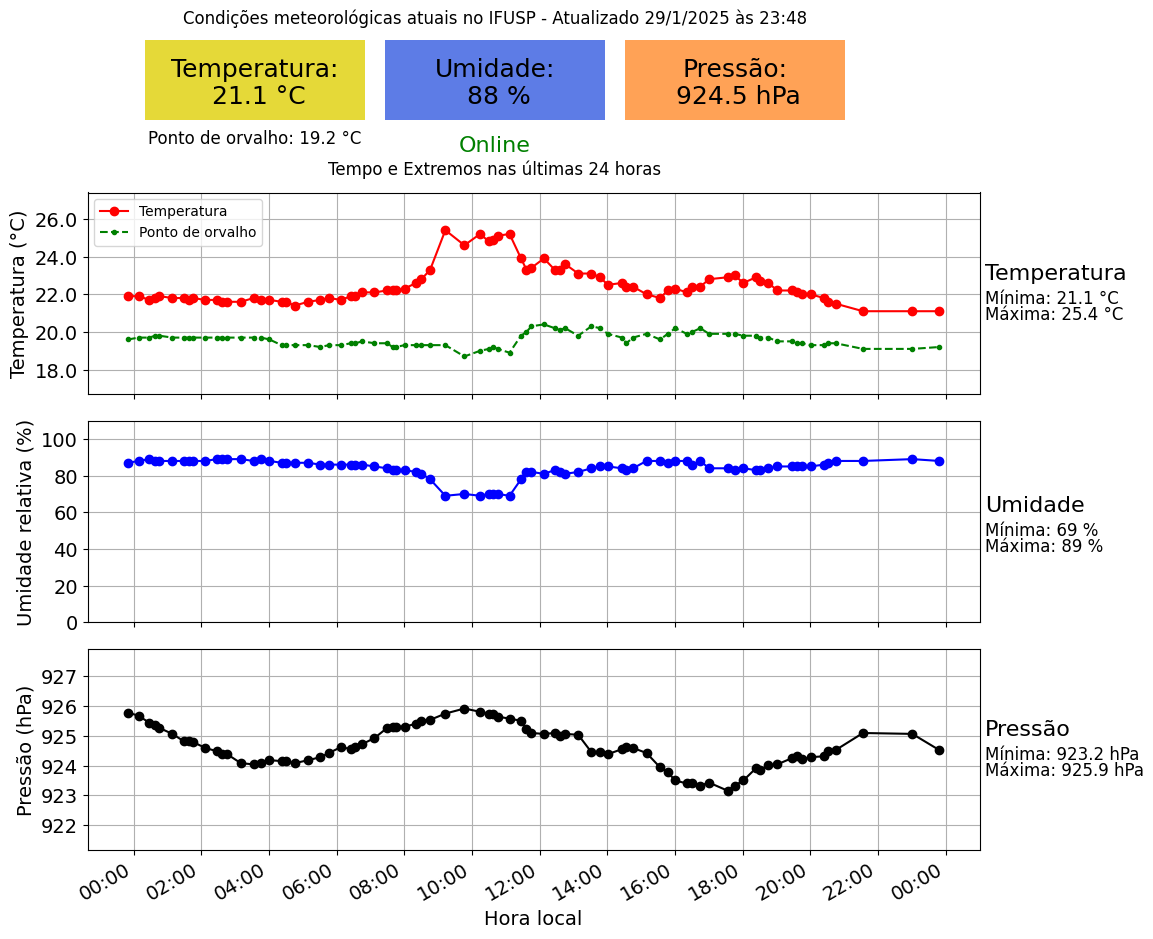 Condições meteorológicas atuais no IFUSP - Atualizado 29/1/2025 às 23:48
Temperatura:
21.1 °C
Umidade:
88 %
Pressão:
924.5 hPa
Ponto de orvalho: 19.2 °C
Online
Tempo e Extremos nas últimas 24 horas
Temperatura (°C)
26.0
24.0
22.0
20.0
18.0
Temperatura
Ponto de orvalho
Temperatura
Mínima: 21.1 °C
Máxima: 25.4 °C
Umidade relativa (%)
100
80
60
40
20
0
Umidade
Mínima: 69 %
Máxima: 89 %
Pressão (hPa)
927
926
925
924
923
922
Pressão
Mínima: 923.2 hPa
Máxima: 925.9 hPa
00:00 02:00 04:00 06:00 08:00 10:00 12:00 14:00 16:00 18:00 20:00 22:00 00:00
Hora local